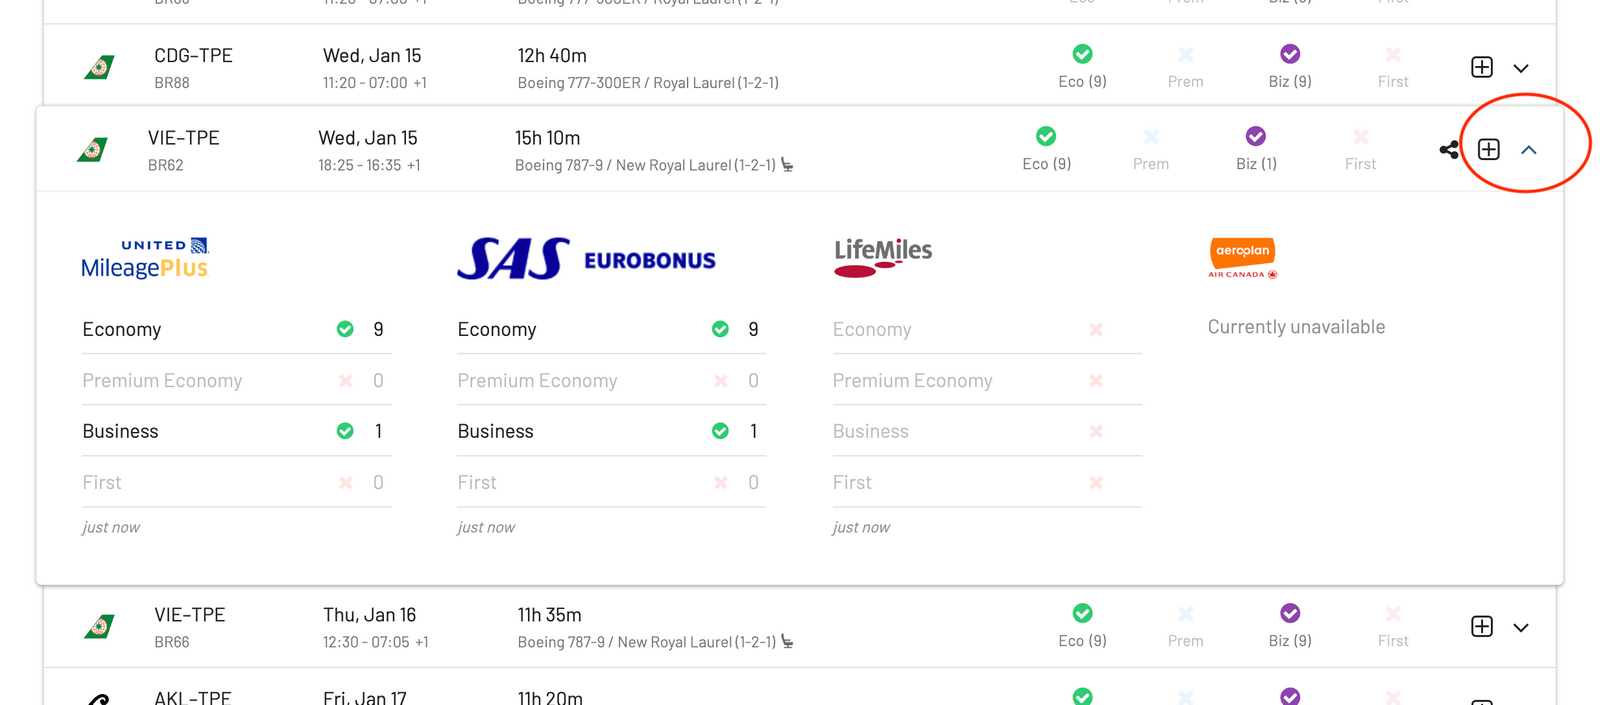 BR88 11:20 - 07:00 +1 Boeing 777-300ER / Royal Laurel (1-2-1) Eco (9) Prem Biz (9) First
CDG–TPE Wed, Jan 15 12h 40m
BR88 11:20 - 07:00 +1 Boeing 777-300ER / Royal Laurel (1-2-1) Eco (9) Prem Biz (9) First
VIE–TPE Wed, Jan 15 15h 10m
BR62 18:25 - 16:35 +1 Boeing 787-9 / New Royal Laurel (1-2-1) Eco (9) Prem Biz (1) First
UNITED
MileagePlus
SAS EUROBONUS
LifeMiles
aeroplan
AIR CANADA
Economy 9 Economy 9 Economy Currently unavailable
Premium Economy 0 Premium Economy 0 Premium Economy
Business 1 Business 1 Business
First 0 First 0 First
just now just now just now
VIE–TPE Thu, Jan 16 11h 35m
BR66 12:30 - 07:05 +1 Boeing 787-9 / New Royal Laurel (1-2-1) Eco (9) Prem Biz (9) First
AKL–TPE Fri, Jan 17 11h 20m